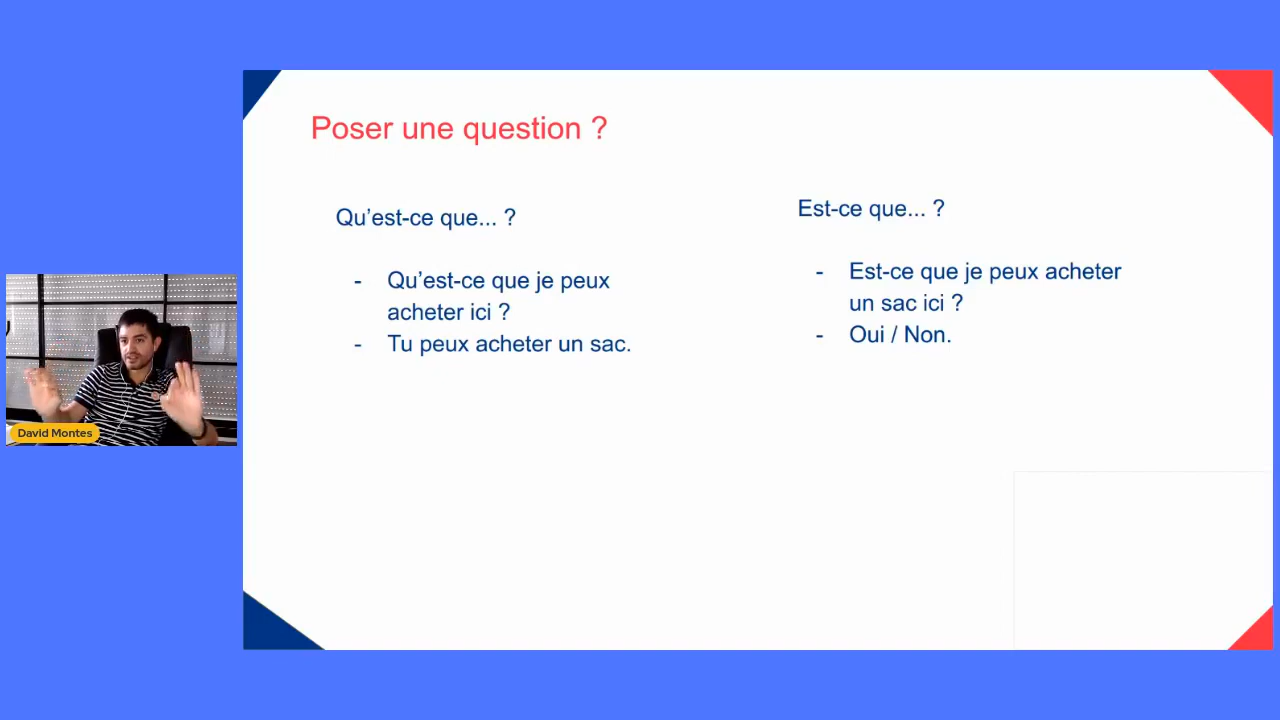 Poser une question ?
Qu’est-ce que... ?
- Qu’est-ce que je peux
acheter ici ?
- Tu peux acheter un sac.
Est-ce que... ?
- Est-ce que je peux acheter
un sac ici ?
- Oui / Non.
David Montes